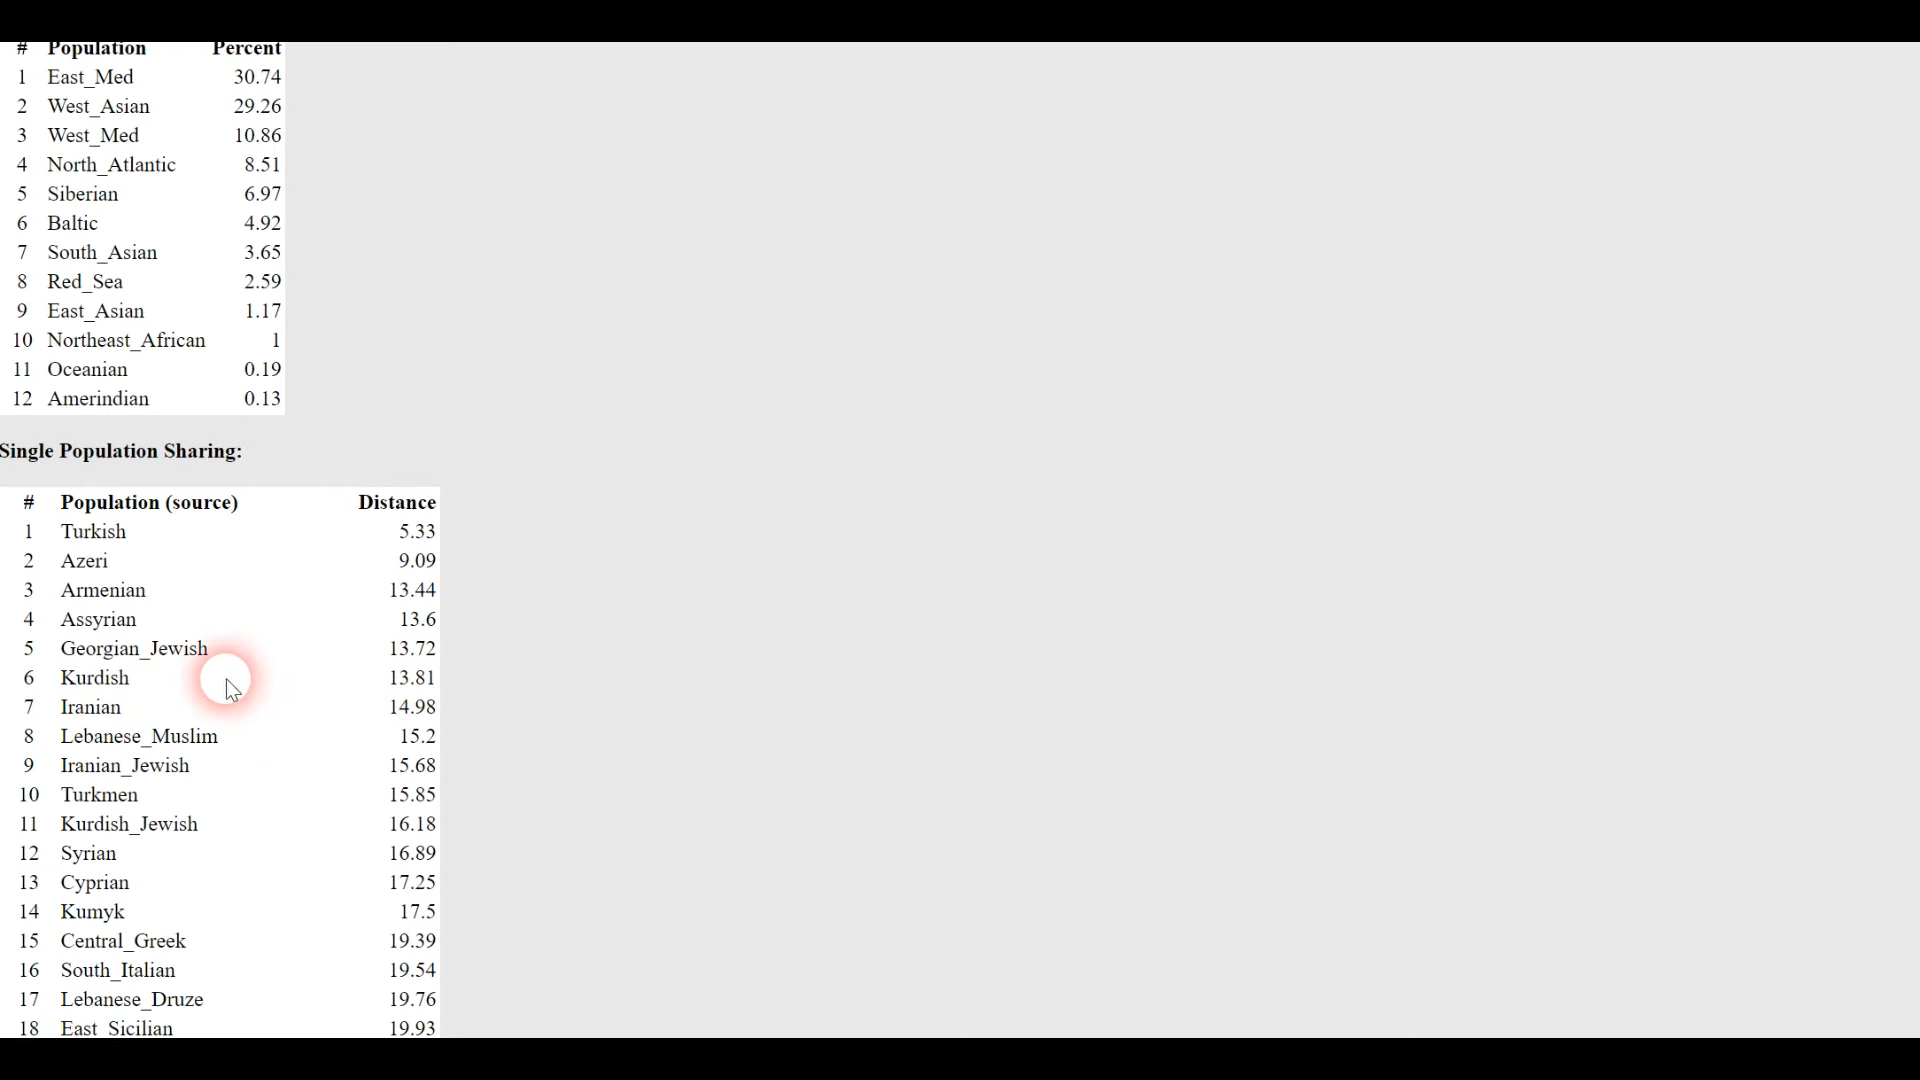 # Population Percent
1 East_Med 30.74
2 West_Asian 29.26
3 West_Med 10.86
4 North_Atlantic 8.51
5 Siberian 6.97
6 Baltic 4.92
7 South_Asian 3.65
8 Red_Sea 2.59
9 East_Asian 1.17
10 Northeast_African 1
11 Oceanian 0.19
12 Amerindian 0.13
Single Population Sharing:
# Population (source) Distance
1 Turkish 5.33
2 Azeri 9.09
3 Armenian 13.44
4 Assyrian 13.6
5 Georgian_Jewish 13.72
6 Kurdish 13.81
7 Iranian 14.98
8 Lebanese_Muslim 15.2
9 Iranian_Jewish 15.68
10 Turkmen 15.85
11 Kurdish_Jewish 16.18
12 Syrian 16.89
13 Cyprian 17.25
14 Kumyk 17.5
15 Central_Greek 19.39
16 South_Italian 19.54
17 Lebanese_Druze 19.76
18 East_Sicilian 19.93